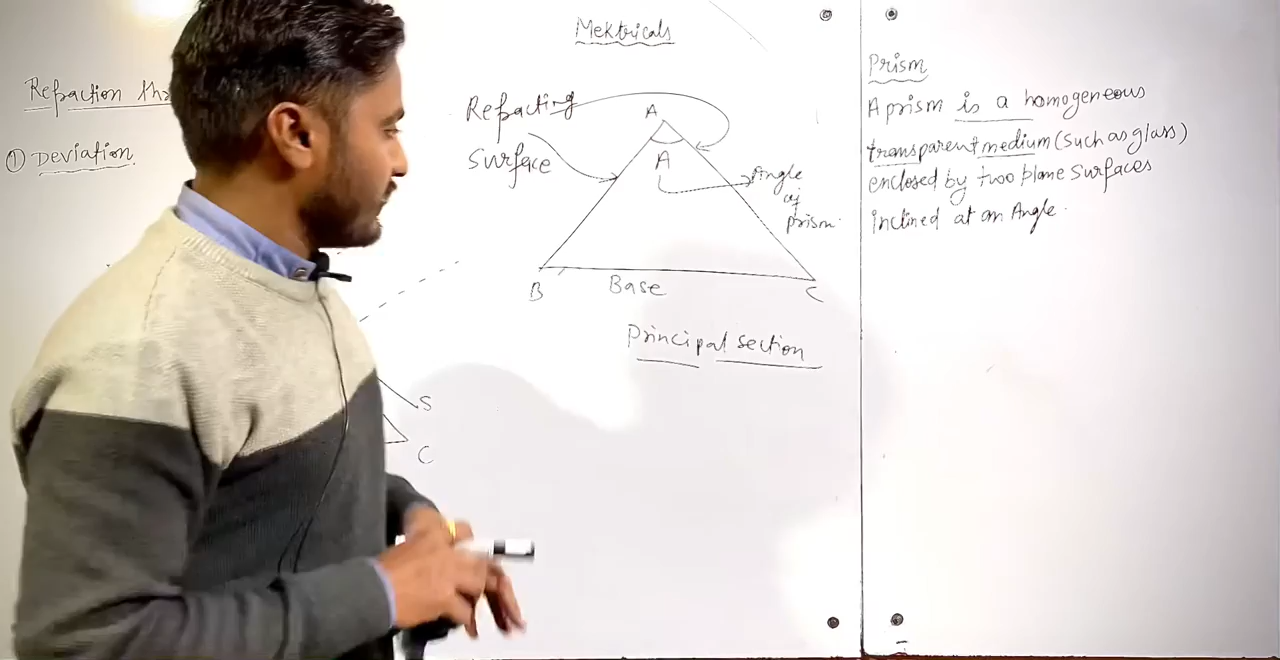 Mektricals
Refraction thr
① Deviation
Refracting
Surface
A
A
Angle
of
prism.
B
Base
C
Principal section
S
C
Prism
A prism is a homogeneous
transparent medium (such as glass)
enclosed by two plane surfaces
inclined at an Angle.